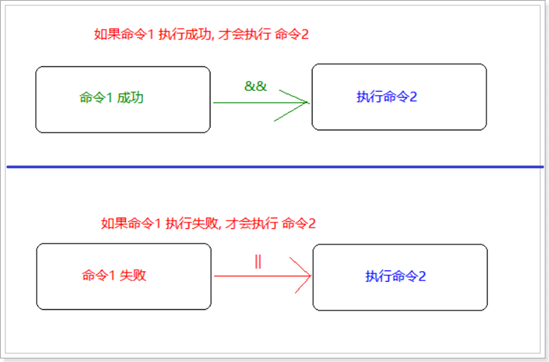 如果命令1 执行成功, 才会执行 命令2
命令1 成功
&&
执行命令2
如果命令1 执行失败, 才会执行 命令2
命令1 失败
||
执行命令2